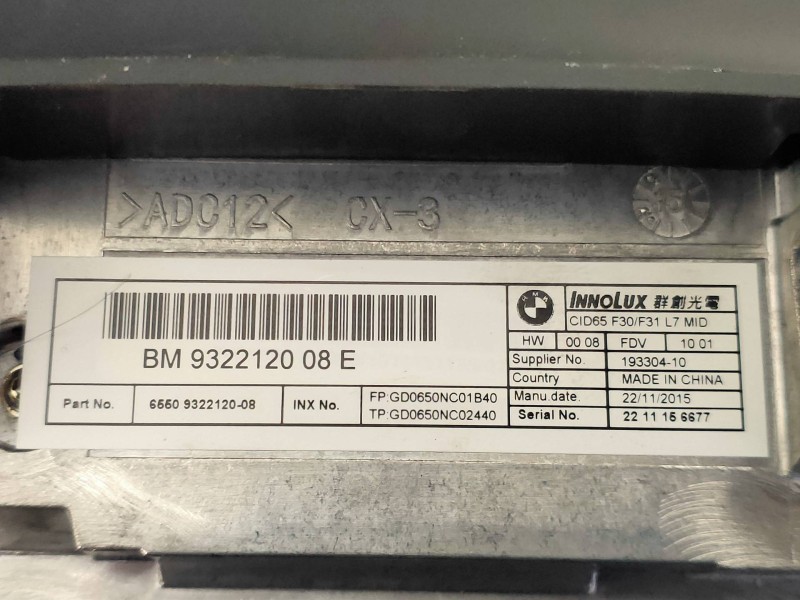 >ADC12< CX-3
BMW
INNOLUX 群創光電
CID65 F30/F31 L7 MID
BM 9322120 08 E
HW 00 08 FDV 10 01
Supplier No. 193304-10
Country MADE IN CHINA
Manu.date. 22/11/2015
Serial No. 22 11 15 6677
Part No. 6550 9322120-08 INX No. FP:GD0650NC01B40
TP:GD0650NC02440